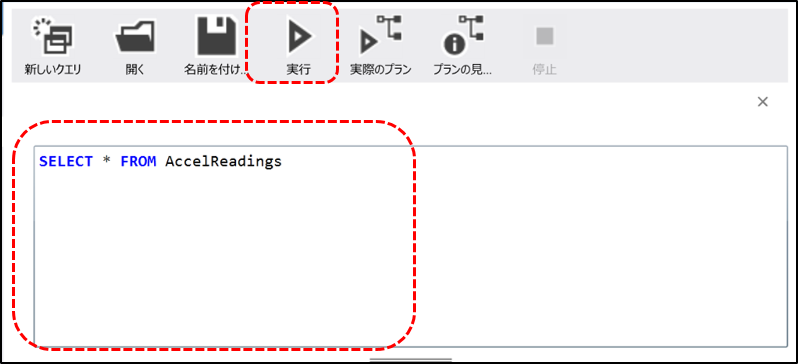 新しいクエリ 開く 名前を付け... 実行 実際のプラン プランの見... 停止
SELECT * FROM AccelReadings